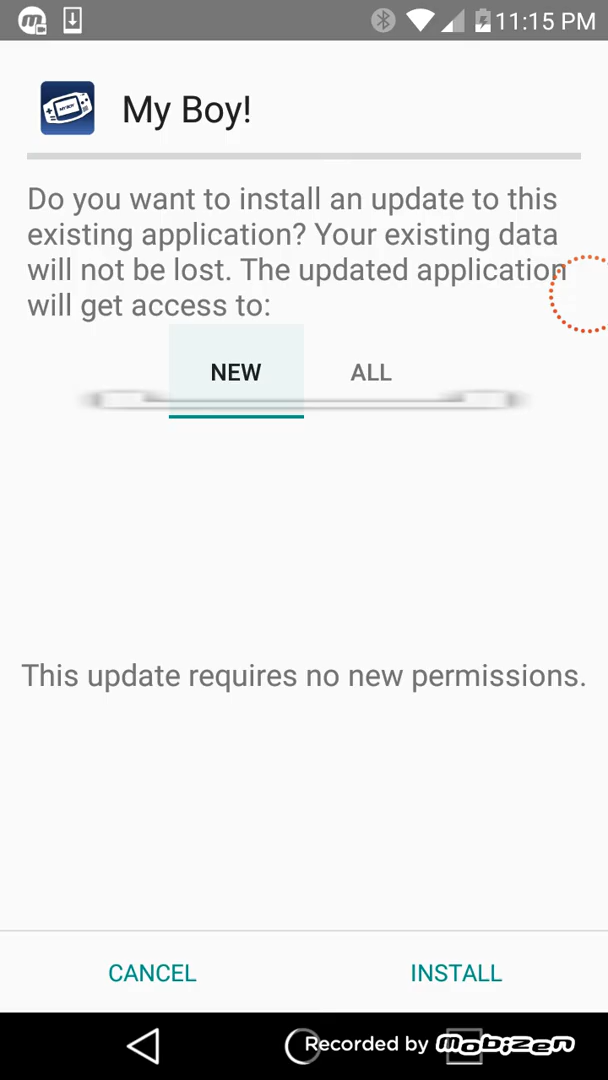 11:15 PM
My Boy!
Do you want to install an update to this
existing application? Your existing data
will not be lost. The updated application
will get access to:
NEW ALL
This update requires no new permissions.
CANCEL INSTALL
Recorded by mobizen